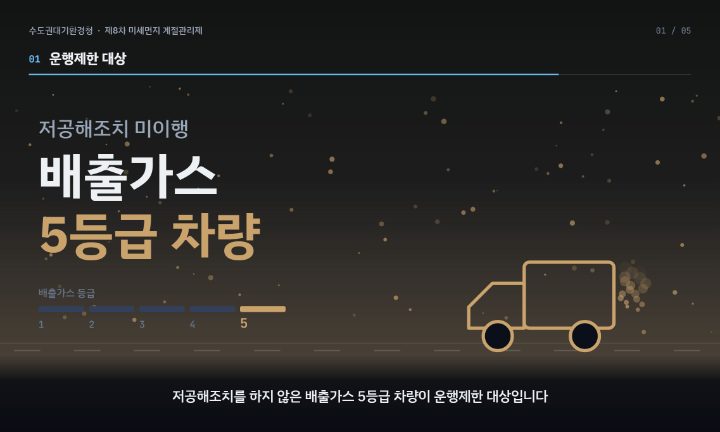 수도권대기환경청 · 제8차 미세먼지 계절관리제
01 / 05
01 운행제한 대상
저공해조치 미이행
배출가스
5등급 차량
배출가스 등급
1 2 3 4 5
저공해조치를 하지 않은 배출가스 5등급 차량이 운행제한 대상입니다